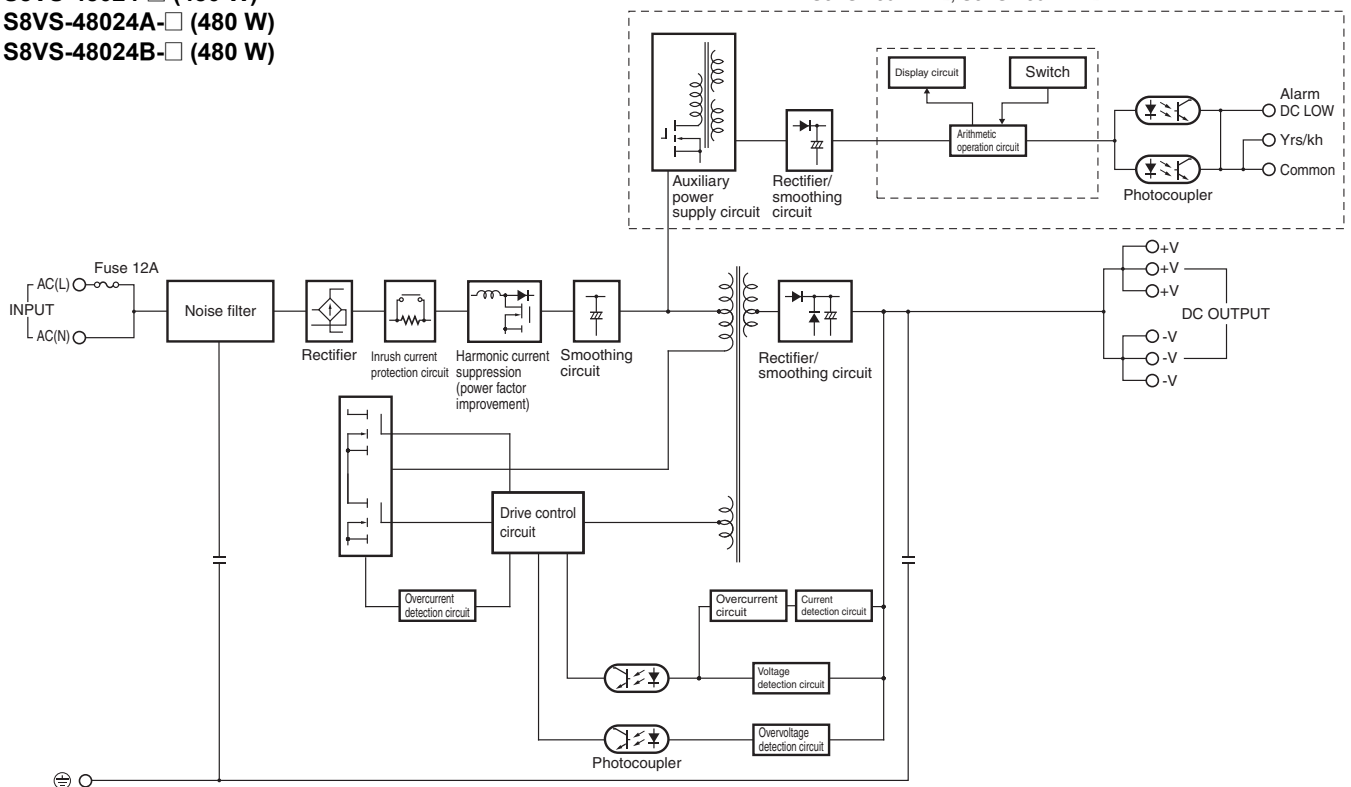 S8VS-48024A-□ (480 W)
S8VS-48024B-□ (480 W)
Display circuit
Switch
Arithmetic
operation circuit
Alarm
DC LOW
Yrs/kh
Common
Photocoupler
Auxiliary
power
supply circuit
Rectifier/
smoothing
circuit
Fuse 12A
AC(L)
INPUT
AC(N)
Noise filter
Rectifier
Inrush current
protection circuit
Harmonic current
suppression
(power factor
improvement)
Smoothing
circuit
Rectifier/
smoothing circuit
+V
+V
+V
DC OUTPUT
-V
-V
-V
Drive control
circuit
Overcurrent
detection circuit
Overcurrent
circuit
Current
detection circuit
Voltage
detection circuit
Overvoltage
detection circuit
Photocoupler